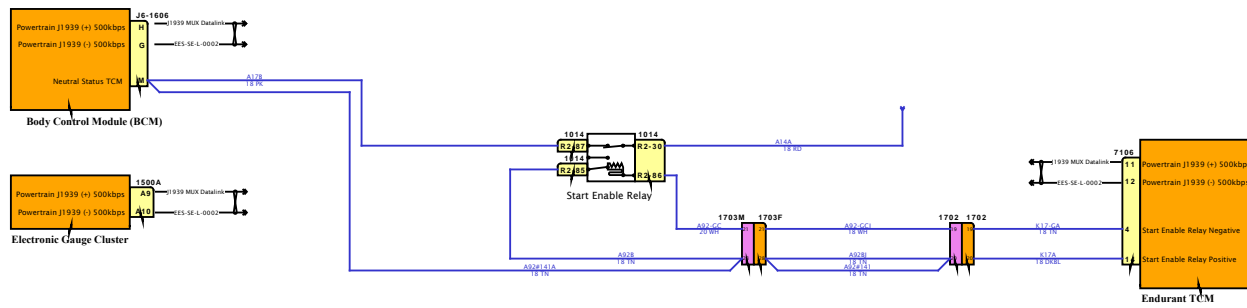 J6-1606
Powertrain J1939 (+) 500kbps
H
J1939 MUX Datalink
Powertrain J1939 (-) 500kbps
G
EES-SE-L-0002
Neutral Status TCM
M
A17B
18 PK
Body Control Module (BCM)
1500A
Powertrain J1939 (+) 500kbps
A9
J1939 MUX Datalink
Powertrain J1939 (-) 500kbps
A10
EES-SE-L-0002
Electronic Gauge Cluster
1014
1014
R2-87
R2-30
A14A
18 RD
1014
R2-85
R2-86
Start Enable Relay
A92-GC
20 WH
A92B
18 TN
A92#141A
18 TN
1703M
1703F
21
21
A92-GCI
18 WH
A92BJ
18 TN
A92#141
18 TN
1702
1702
19
19
K17-GA
18 TN
K17A
18 DKBL
7106
J1939 MUX Datalink
11
Powertrain J1939 (+) 500kbps
EES-SE-L-0002
12
Powertrain J1939 (-) 500kbps
4
Start Enable Relay Negative
Start Enable Relay Positive
Endurant TCM